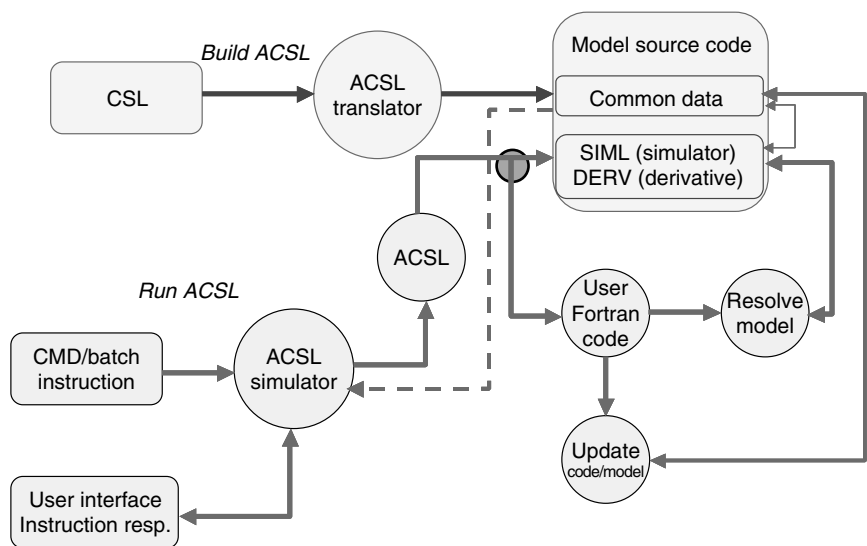 Build ACSL
Model source code
CSL
ACSL
translator
Common data
SIML (simulator)
DERV (derivative)
ACSL
Run ACSL
User
Fortran
code
Resolve
model
CMD/batch
instruction
ACSL
simulator
Update
code/model
User interface
Instruction resp.